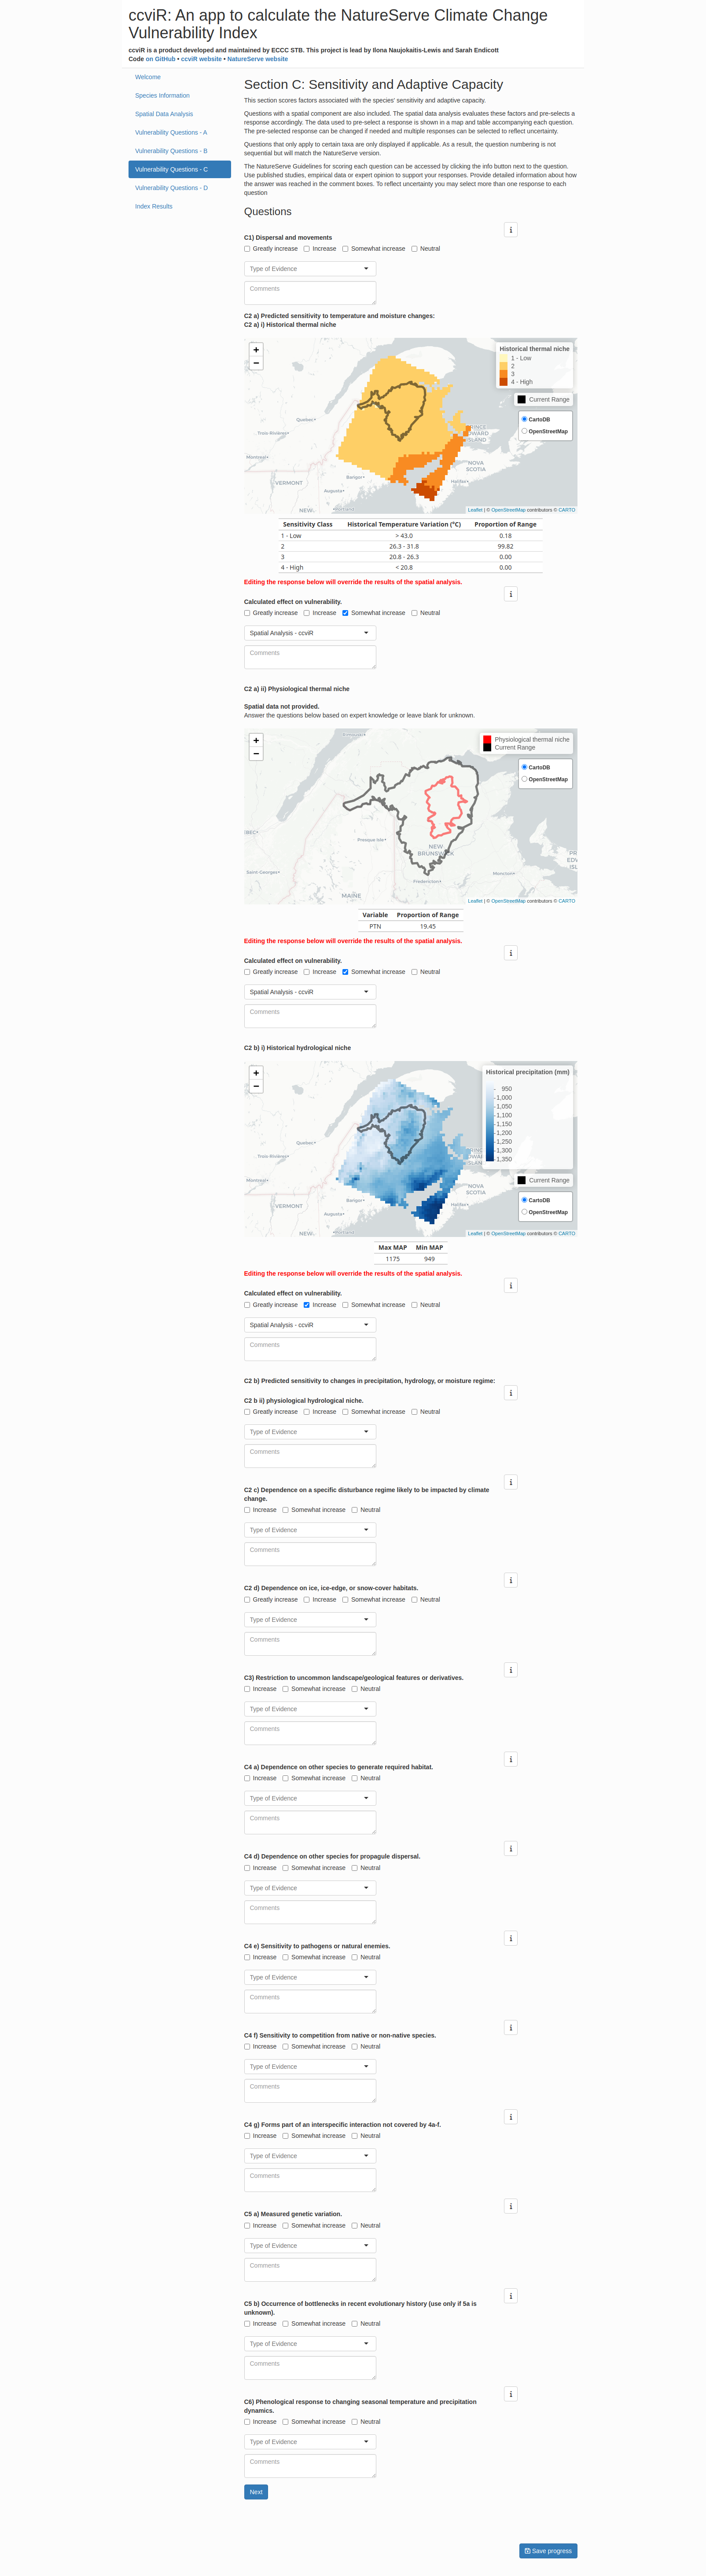 ccviR: An app to calculate the NatureServe Climate Change
Vulnerability Index
ccviR is a product developed and maintained by ECCC STB. This project is lead by Ilona Naujokaitis-Lewis and Sarah Endicott
Code on GitHub • ccviR website • NatureServe website
Welcome
Species Information
Spatial Data Analysis
Vulnerability Questions - A
Vulnerability Questions - B
Vulnerability Questions - C
Vulnerability Questions - D
Index Results
Section C: Sensitivity and Adaptive Capacity
This section scores factors associated with the species' sensitivity and adaptive capacity.
Questions with a spatial component are also included. The spatial data analysis evaluates these factors and pre-selects a
response accordingly. The data used to pre-select a response is shown in a map and table accompanying each question.
The pre-selected response can be changed if needed and multiple responses can be selected to reflect uncertainty.
Questions that only apply to certain taxa are only displayed if applicable. As a result, the question numbering is not
sequential but will match the NatureServe version.
The NatureServe Guidelines for scoring each question can be accessed by clicking the info button next to the question.
Use published studies, empirical data or expert opinion to support your responses. Provide detailed information about how
the answer was reached in the comment boxes. To reflect uncertainty you may select more than one response to each
question
Questions
C1) Dispersal and movements
Greatly increase Increase Somewhat increase Neutral
Type of Evidence
Comments
C2 a) Predicted sensitivity to temperature and moisture changes:
C2 a) i) Historical thermal niche
+
−
Historical thermal niche
1 - Low
2
3
4 - High
Current Range
CartoDB
OpenStreetMap
Quebec
Trois-Rivières
Montreal
VERMONT
Bangor
Augusta
NEW
Portland
NOVA
SCOTIA
Halifax
Leaflet | © OpenStreetMap contributors © CARTO
Sensitivity Class Historical Temperature Variation (°C) Proportion of Range
1 - Low > 43.0 0.18
2 26.3 - 31.8 99.82
3 20.8 - 26.3 0.00
4 - High < 20.8 0.00
Editing the response below will override the results of the spatial analysis.
Calculated effect on vulnerability.
Greatly increase Increase Somewhat increase Neutral
Spatial Analysis - ccviR
Comments
C2 a) ii) Physiological thermal niche
Spatial data not provided.
Answer the questions below based on expert knowledge or leave blank for unknown.
+
−
Physiological thermal niche
Current Range
CartoDB
OpenStreetMap
Rimouski
Presque Isle
NEW
BRUNSWICK
Saint-Georges
Fredericton
Moncton
MAINE
Leaflet | © OpenStreetMap contributors © CARTO
Variable Proportion of Range
PTN 19.45
Editing the response below will override the results of the spatial analysis.
Calculated effect on vulnerability.
Greatly increase Increase Somewhat increase Neutral
Spatial Analysis - ccviR
Comments
C2 b) i) Historical hydrological niche
+
−
Historical precipitation (mm)
950
1,000
1,050
1,100
1,150
1,200
1,250
1,300
1,350
Current Range
CartoDB
OpenStreetMap
Quebec
Trois-Rivières
Montreal
VERMONT
Bangor
Augusta
NEW
Portland
NOVA
SCOTIA
Halifax
Leaflet | © OpenStreetMap contributors © CARTO
Max MAP Min MAP
1175 949
Editing the response below will override the results of the spatial analysis.
Calculated effect on vulnerability.
Greatly increase Increase Somewhat increase Neutral
Spatial Analysis - ccviR
Comments
C2 b) Predicted sensitivity to changes in precipitation, hydrology, or moisture regime:
C2 b ii) physiological hydrological niche.
Greatly increase Increase Somewhat increase Neutral
Type of Evidence
Comments
C2 c) Dependence on a specific disturbance regime likely to be impacted by climate
change.
Increase Somewhat increase Neutral
Type of Evidence
Comments
C2 d) Dependence on ice, ice-edge, or snow-cover habitats.
Greatly increase Increase Somewhat increase Neutral
Type of Evidence
Comments
C3) Restriction to uncommon landscape/geological features or derivatives.
Increase Somewhat increase Neutral
Type of Evidence
Comments
C4 a) Dependence on other species to generate required habitat.
Increase Somewhat increase Neutral
Type of Evidence
Comments
C4 d) Dependence on other species for propagule dispersal.
Increase Somewhat increase Neutral
Type of Evidence
Comments
C4 e) Sensitivity to pathogens or natural enemies.
Increase Somewhat increase Neutral
Type of Evidence
Comments
C4 f) Sensitivity to competition from native or non-native species.
Increase Somewhat increase Neutral
Type of Evidence
Comments
C4 g) Forms part of an interspecific interaction not covered by 4a-f.
Increase Somewhat increase Neutral
Type of Evidence
Comments
C5 a) Measured genetic variation.
Increase Somewhat increase Neutral
Type of Evidence
Comments
C5 b) Occurrence of bottlenecks in recent evolutionary history (use only if 5a is
unknown).
Increase Somewhat increase Neutral
Type of Evidence
Comments
C6) Phenological response to changing seasonal temperature and precipitation
dynamics.
Increase Somewhat increase Neutral
Type of Evidence
Comments
Next
Save progress